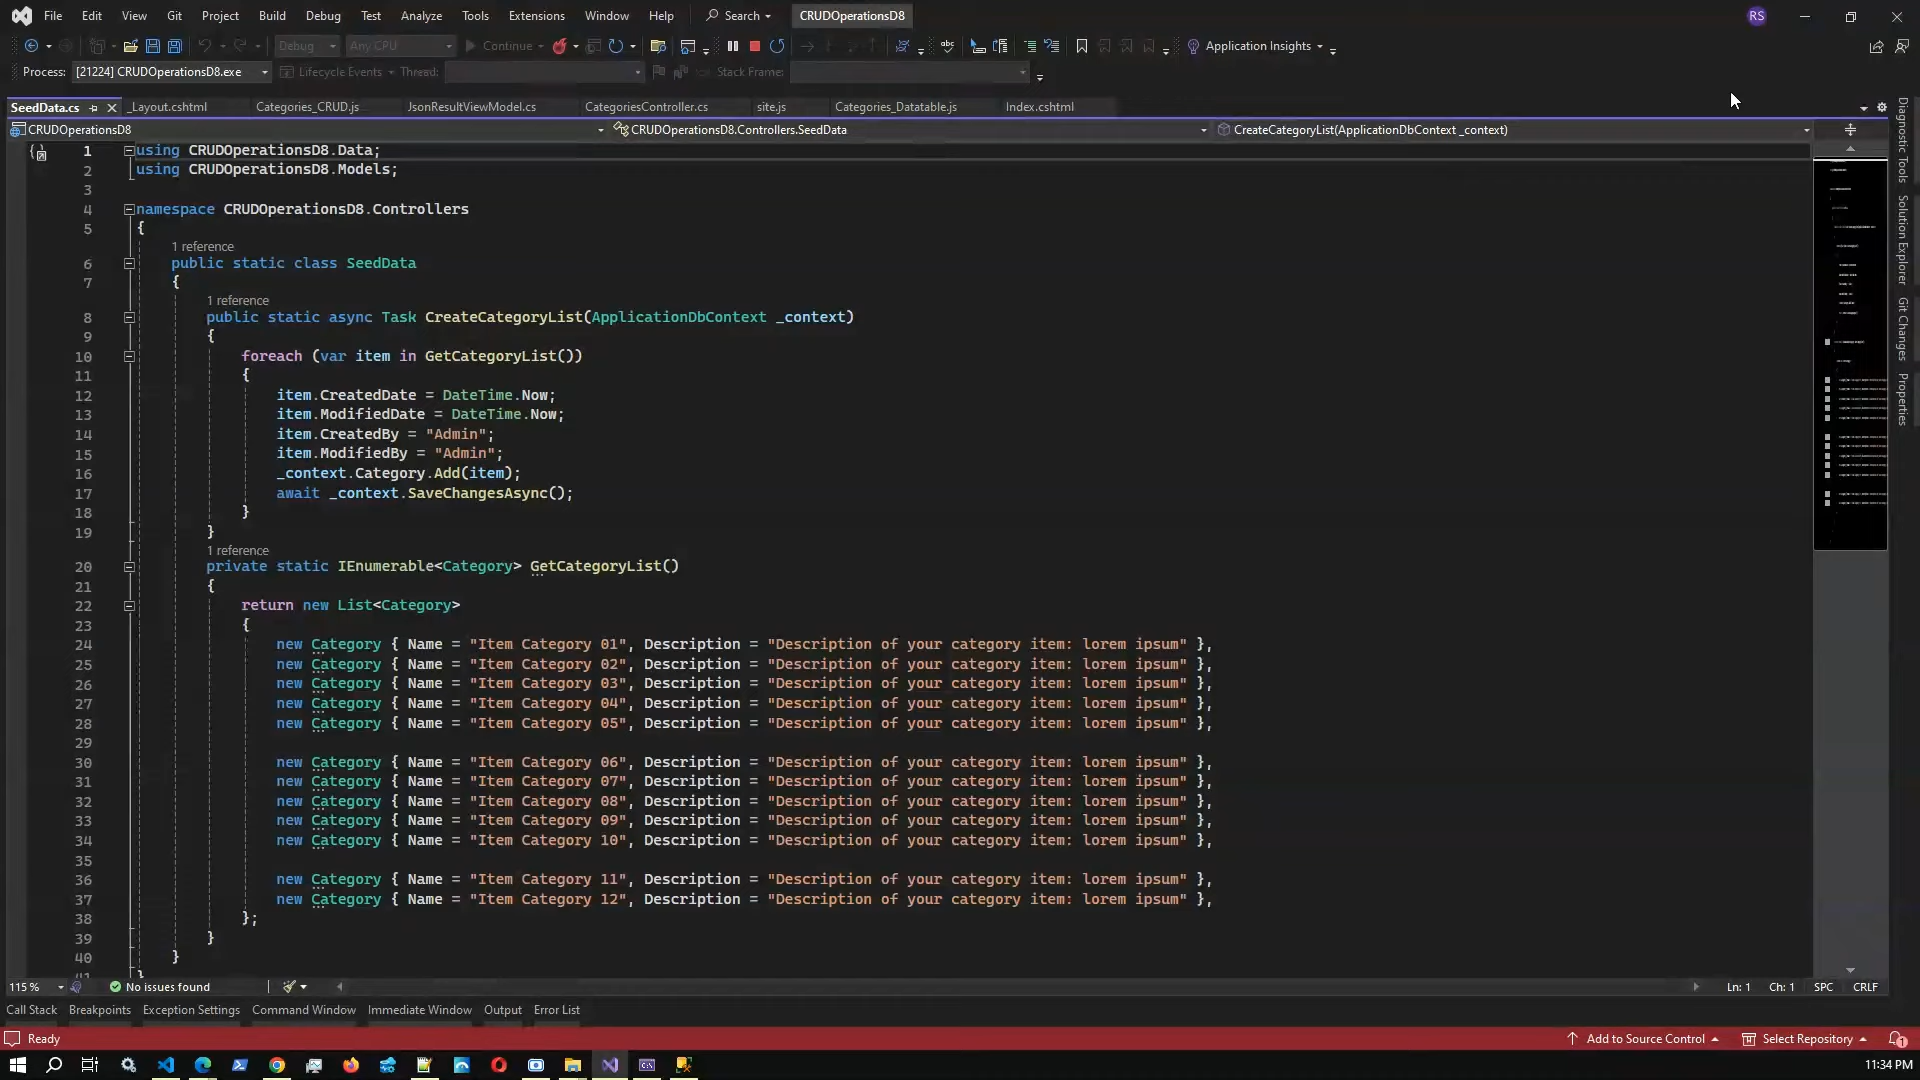 File Edit View Git Project Build Debug Test Analyze Tools Extensions Window Help Search CRUDOperationsD8 RS
Debug Any CPU Continue Application Insights
Process: [21224] CRUDOperationsD8.exe Lifecycle Events Thread: Stack Frame:
SeedData.cs _Layout.cshtml Categories_CRUD.js JsonResultViewModel.cs CategoriesController.cs site.js Categories_Datatable.js Index.cshtml
CRUDOperationsD8 CRUDOperationsD8.Controllers.SeedData CreateCategoryList(ApplicationDbContext _context)
1 using CRUDOperationsD8.Data;
2 using CRUDOperationsD8.Models;
3
4 namespace CRUDOperationsD8.Controllers
5 {
1 reference
6 public static class SeedData
7 {
1 reference
8 public static async Task CreateCategoryList(ApplicationDbContext _context)
9 {
10 foreach (var item in GetCategoryList())
11 {
12 item.CreatedDate = DateTime.Now;
13 item.ModifiedDate = DateTime.Now;
14 item.CreatedBy = "Admin";
15 item.ModifiedBy = "Admin";
16 _context.Category.Add(item);
17 await _context.SaveChangesAsync();
18 }
19 }
1 reference
20 private static IEnumerable<Category> GetCategoryList()
21 {
22 return new List<Category>
23 {
24 new Category { Name = "Item Category 01", Description = "Description of your category item: lorem ipsum" },
25 new Category { Name = "Item Category 02", Description = "Description of your category item: lorem ipsum" },
26 new Category { Name = "Item Category 03", Description = "Description of your category item: lorem ipsum" },
27 new Category { Name = "Item Category 04", Description = "Description of your category item: lorem ipsum" },
28 new Category { Name = "Item Category 05", Description = "Description of your category item: lorem ipsum" },
29
30 new Category { Name = "Item Category 06", Description = "Description of your category item: lorem ipsum" },
31 new Category { Name = "Item Category 07", Description = "Description of your category item: lorem ipsum" },
32 new Category { Name = "Item Category 08", Description = "Description of your category item: lorem ipsum" },
33 new Category { Name = "Item Category 09", Description = "Description of your category item: lorem ipsum" },
34 new Category { Name = "Item Category 10", Description = "Description of your category item: lorem ipsum" },
35
36 new Category { Name = "Item Category 11", Description = "Description of your category item: lorem ipsum" },
37 new Category { Name = "Item Category 12", Description = "Description of your category item: lorem ipsum" },
38 };
39 }
40 }
41 }
Diagnostic Tools
Solution Explorer
Git Changes
Properties
115 % No issues found Ln: 1 Ch: 1 SPC CRLF
Call Stack Breakpoints Exception Settings Command Window Immediate Window Output Error List
Ready Add to Source Control Select Repository 1
11:34 PM